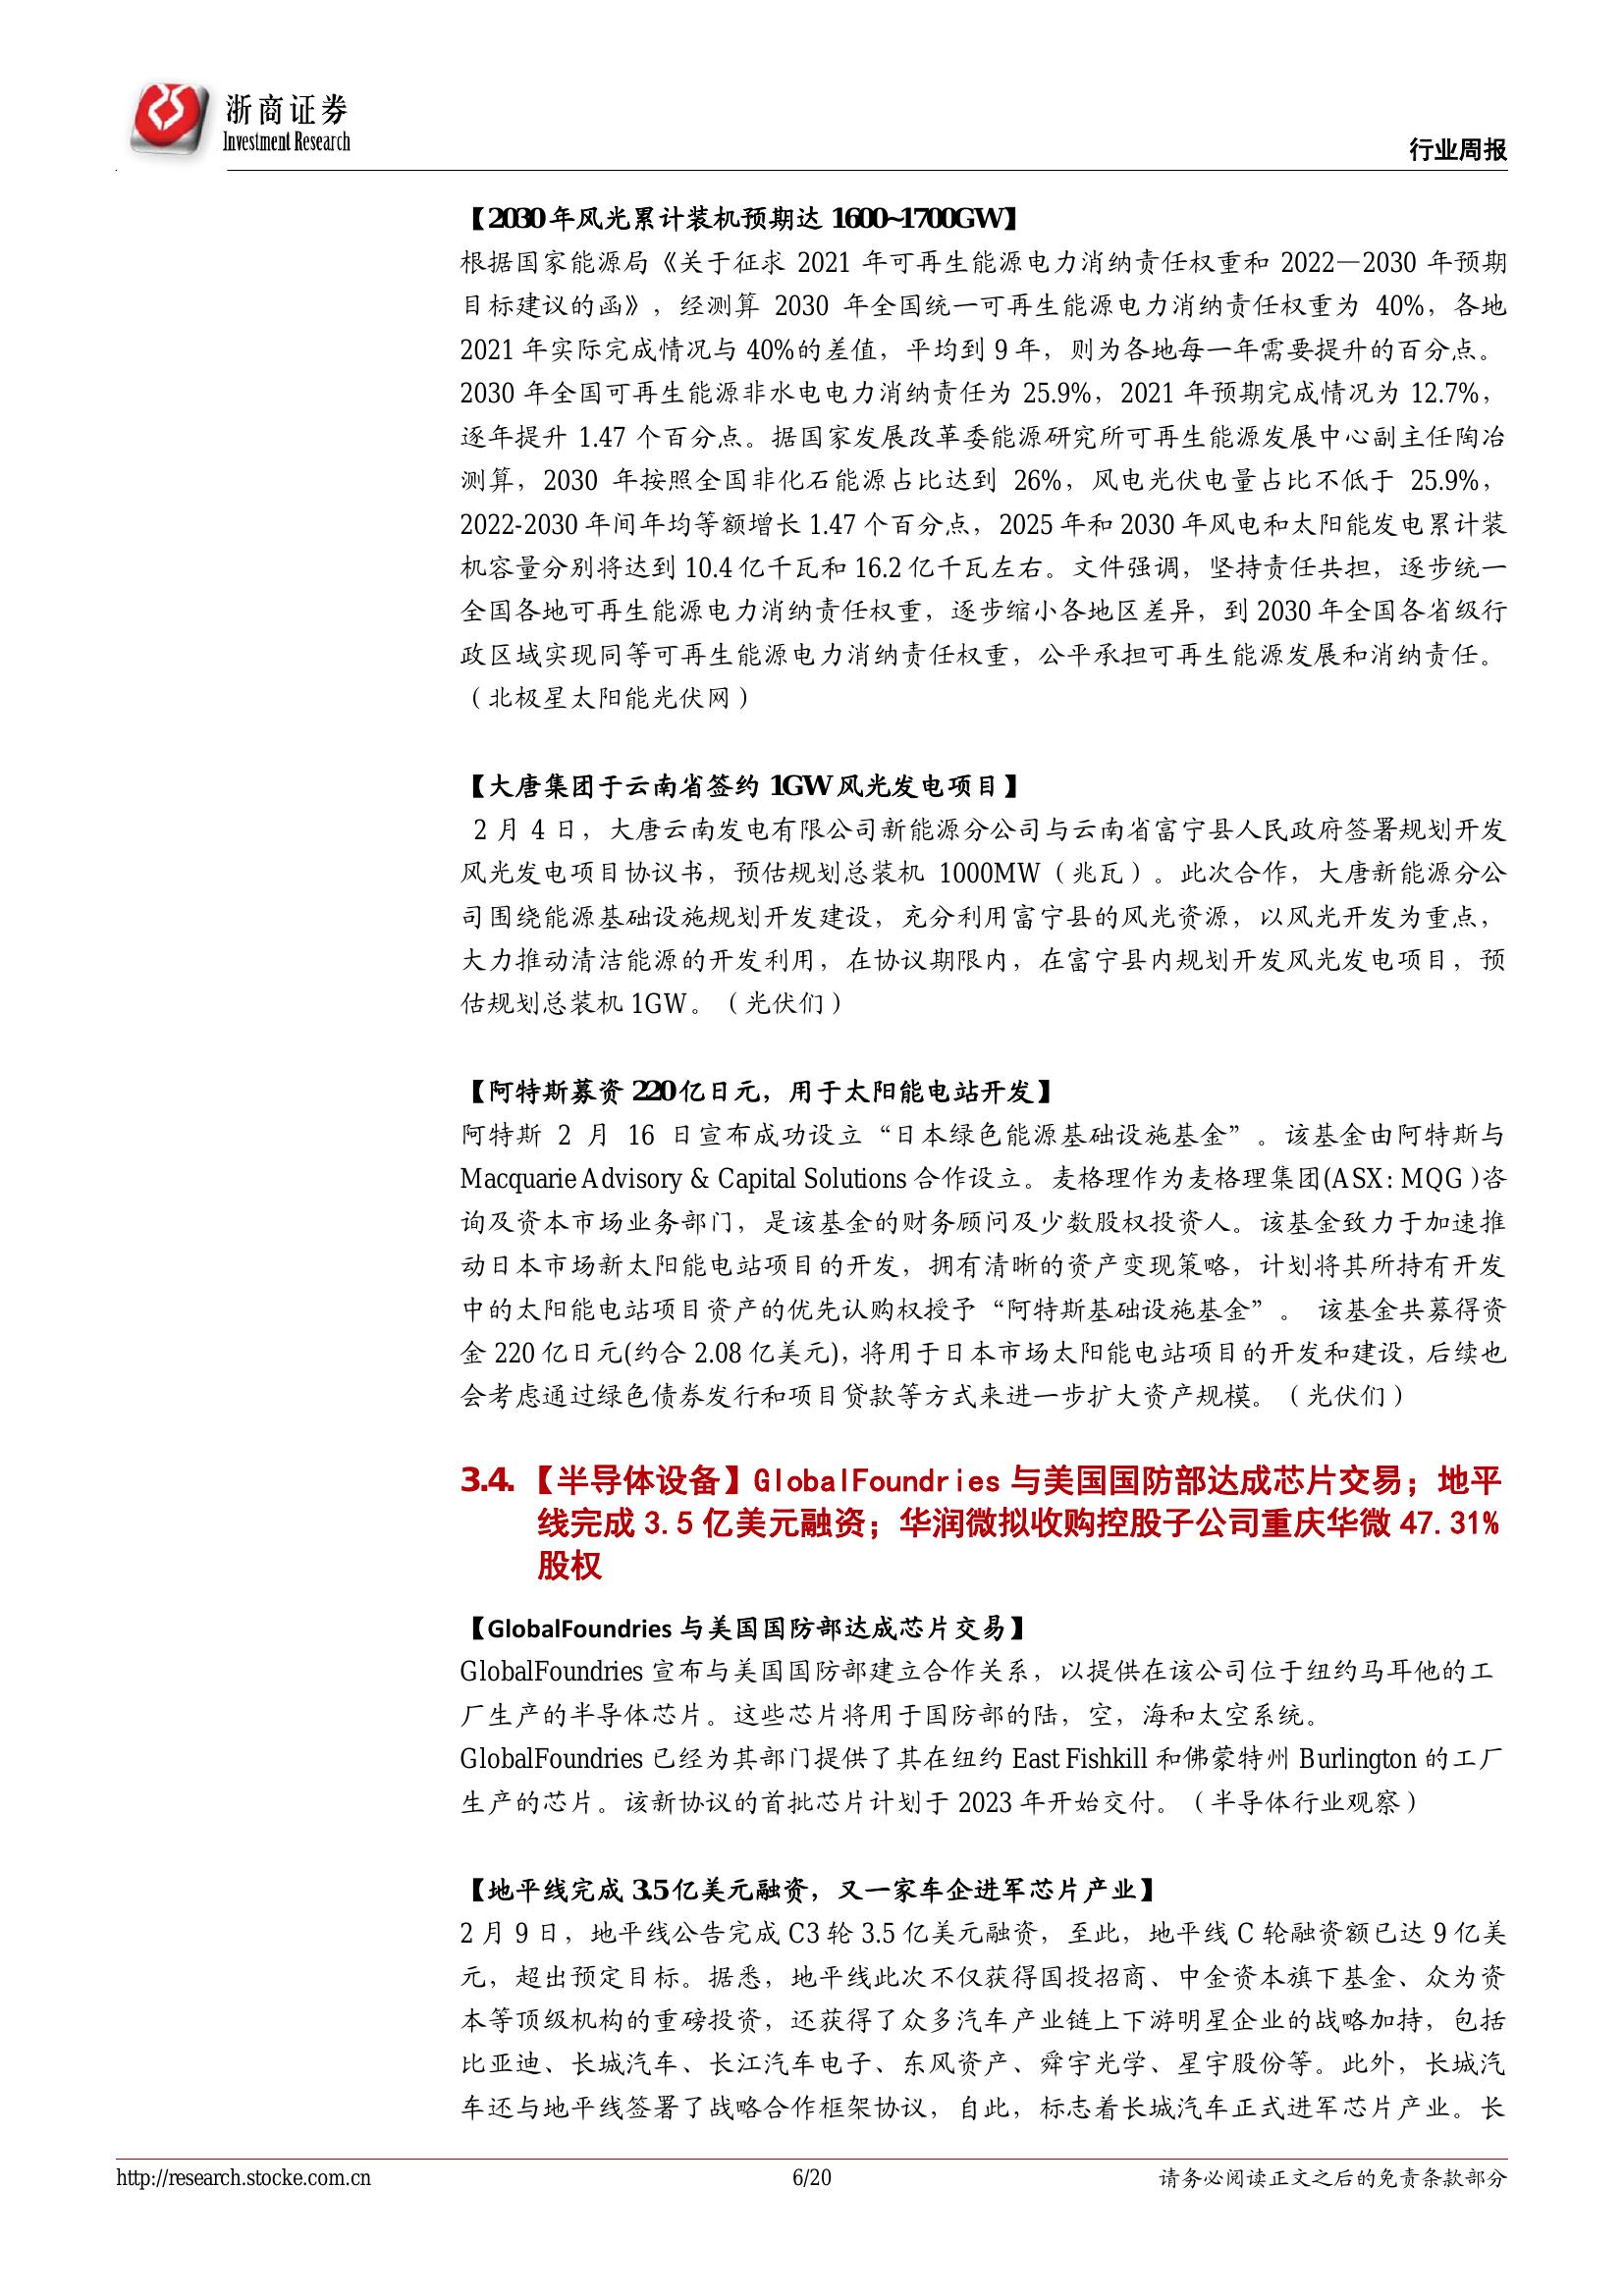 浙商证券
Investment Research
行业周报
【2030 年风光累计装机预期达 1600~1700GW】
根据国家能源局《关于征求 2021 年可再生能源电力消纳责任权重和 2022—2030 年预期
目标建议的函》，经测算 2030 年全国统一可再生能源电力消纳责任权重为 40%，各地
2021 年实际完成情况与 40%的差值，平均到 9 年，则为各地每一年需要提升的百分点。
2030 年全国可再生能源非水电电力消纳责任为 25.9%，2021 年预期完成情况为 12.7%，
逐年提升 1.47 个百分点。据国家发展改革委能源研究所可再生能源发展中心副主任陶冶
测算，2030 年按照全国非化石能源占比达到 26%，风电光伏电量占比不低于 25.9%，
2022-2030 年间年均等额增长 1.47 个百分点，2025 年和 2030 年风电和太阳能发电累计装
机容量分别将达到 10.4 亿千瓦和 16.2 亿千瓦左右。文件强调，坚持责任共担，逐步统一
全国各地可再生能源电力消纳责任权重，逐步缩小各地区差异，到 2030 年全国各省级行
政区域实现同等可再生能源电力消纳责任权重，公平承担可再生能源发展和消纳责任。
（北极星太阳能光伏网）
【大唐集团于云南省签约 1GW 风光发电项目】
2 月 4 日，大唐云南发电有限公司新能源分公司与云南省富宁县人民政府签署规划开发
风光发电项目协议书，预估规划总装机 1000MW（兆瓦）。此次合作，大唐新能源分公
司围绕能源基础设施规划开发建设，充分利用富宁县的风光资源，以风光开发为重点，
大力推动清洁能源的开发利用，在协议期限内，在富宁县内规划开发风光发电项目，预
估规划总装机 1GW。（光伏们）
【阿特斯募资 220 亿日元，用于太阳能电站开发】
阿特斯 2 月 16 日宣布成功设立“日本绿色能源基础设施基金”。该基金由阿特斯与
Macquarie Advisory & Capital Solutions 合作设立。麦格理作为麦格理集团(ASX: MQG )咨
询及资本市场业务部门，是该基金的财务顾问及少数股权投资人。该基金致力于加速推
动日本市场新太阳能电站项目的开发，拥有清晰的资产变现策略，计划将其所持有开发
中的太阳能电站项目资产的优先认购权授予“阿特斯基础设施基金”。 该基金共募得资
金 220 亿日元(约合 2.08 亿美元)，将用于日本市场太阳能电站项目的开发和建设，后续也
会考虑通过绿色债券发行和项目贷款等方式来进一步扩大资产规模。（光伏们）
3.4. 【半导体设备】GlobalFoundries 与美国国防部达成芯片交易；地平
线完成 3.5 亿美元融资；华润微拟收购控股子公司重庆华微 47.31%
股权
【GlobalFoundries 与美国国防部达成芯片交易】
GlobalFoundries 宣布与美国国防部建立合作关系，以提供在该公司位于纽约马耳他的工
厂生产的半导体芯片。这些芯片将用于国防部的陆，空，海和太空系统。
GlobalFoundries 已经为其部门提供了其在纽约 East Fishkill 和佛蒙特州 Burlington 的工厂
生产的芯片。该新协议的首批芯片计划于 2023 年开始交付。（半导体行业观察）
【地平线完成 3.5 亿美元融资，又一家车企进军芯片产业】
2 月 9 日，地平线公告完成 C3 轮 3.5 亿美元融资，至此，地平线 C 轮融资额已达 9 亿美
元，超出预定目标。据悉，地平线此次不仅获得国投招商、中金资本旗下基金、众为资
本等顶级机构的重磅投资，还获得了众多汽车产业链上下游明星企业的战略加持，包括
比亚迪、长城汽车、长江汽车电子、东风资产、舜宇光学、星宇股份等。此外，长城汽
车还与地平线签署了战略合作框架协议，自此，标志着长城汽车正式进军芯片产业。长
http://research.stocke.com.cn
6/20
请务必阅读正文之后的免责条款部分